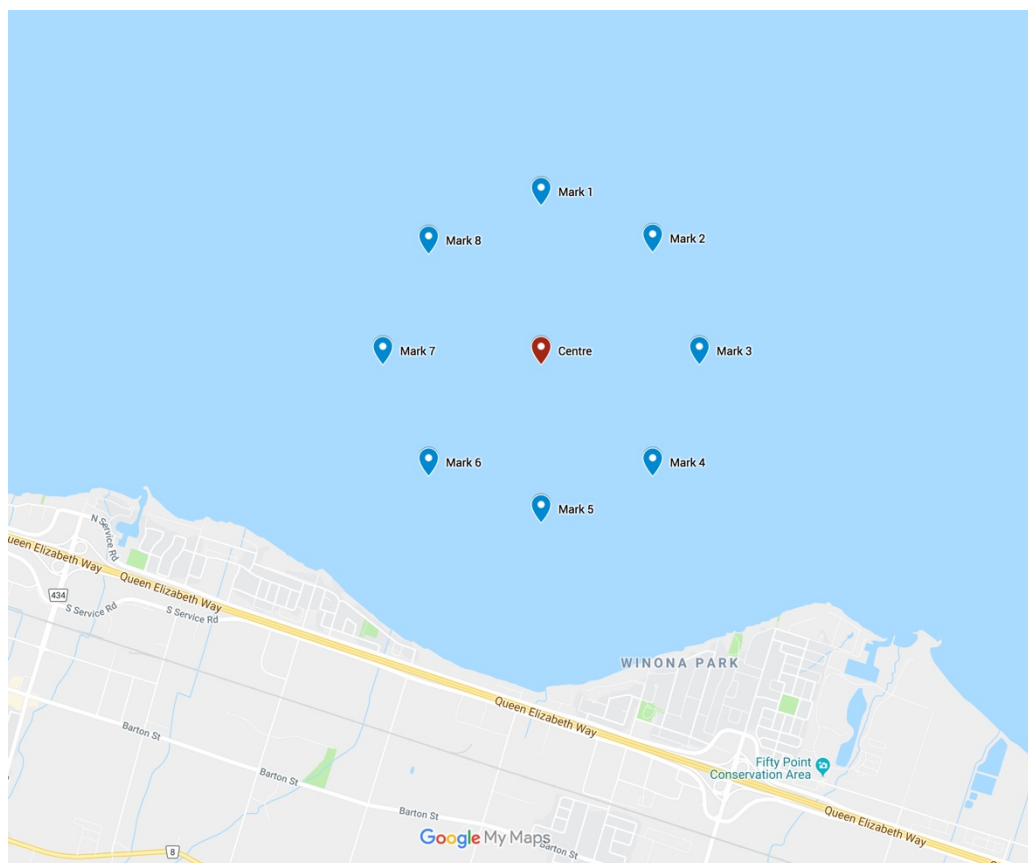 Mark 1
Mark 8
Mark 2
Mark 7
Centre
Mark 3
Mark 6
Mark 4
Mark 5
N Service Rd
Queen Elizabeth Way
Queen Elizabeth Way
434
S Service Rd
S Service Rd
WINONA PARK
Queen Elizabeth Way
Barton St
Barton St
Barton St
Fifty Point
Conservation Area
Queen Elizabeth Way
Google My Maps
8